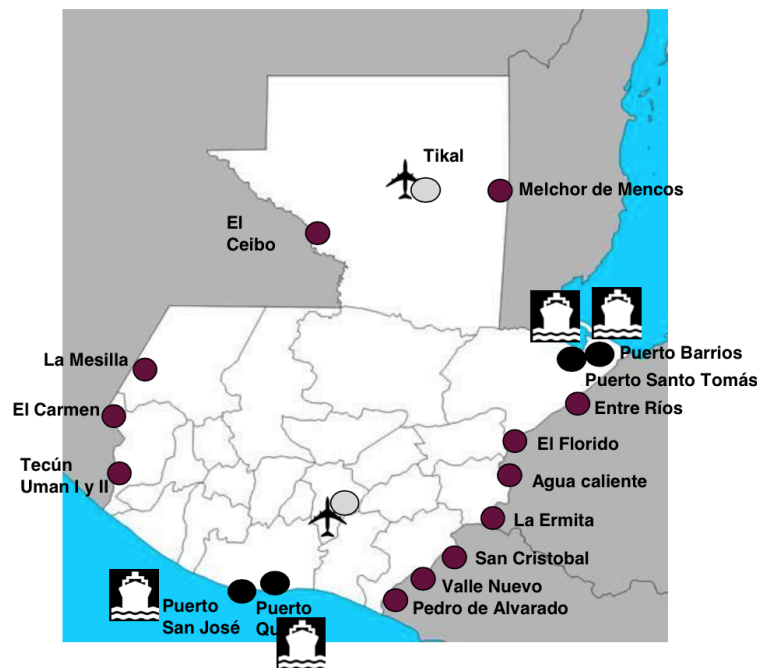 Tikal
Melchor de Mencos
El
Ceibo
Puerto Barrios
La Mesilla
Puerto Santo Tomás
El Carmen
Entre Ríos
El Florido
Tecún
Uman I y II
Agua caliente
La Ermita
San Cristobal
Valle Nuevo
Pedro de Alvarado
Puerto
San José
Puerto